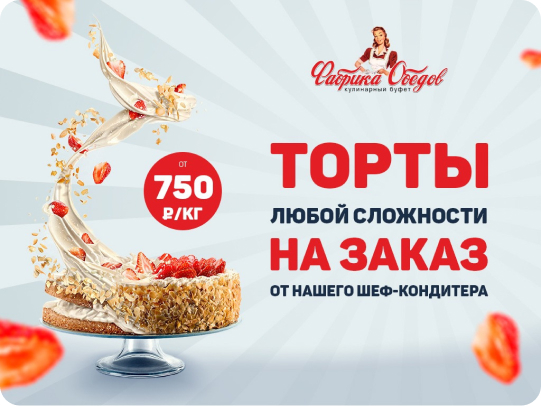 Фабрика Обедов
кулинарный буфет
ТОРТЫ
ЛЮБОЙ СЛОЖНОСТИ
НА ЗАКАЗ
ОТ НАШЕГО ШЕФ-КОНДИТЕРА
ОТ
750
₽/КГ